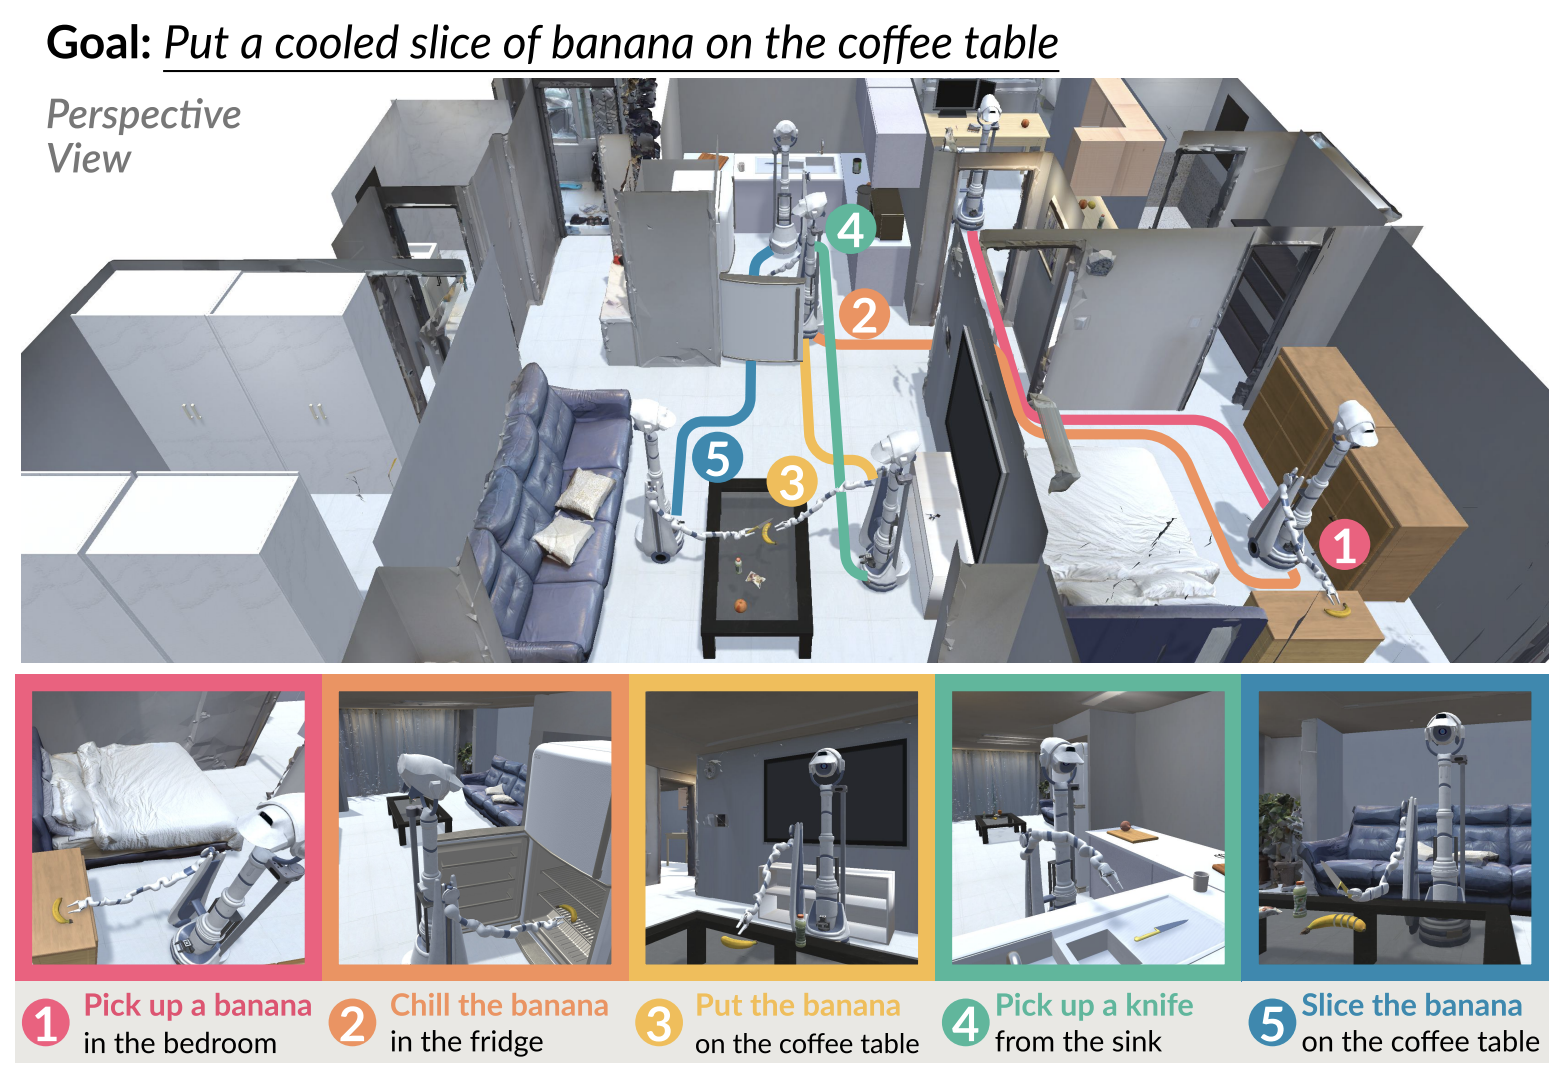 Goal: Put a cooled slice of banana on the coffee table
Perspective
View
4
2
5
3
1
1 Pick up a banana
in the bedroom
2 Chill the banana
in the fridge
3 Put the banana
on the coffee table
4 Pick up a knife
from the sink
5 Slice the banana
on the coffee table